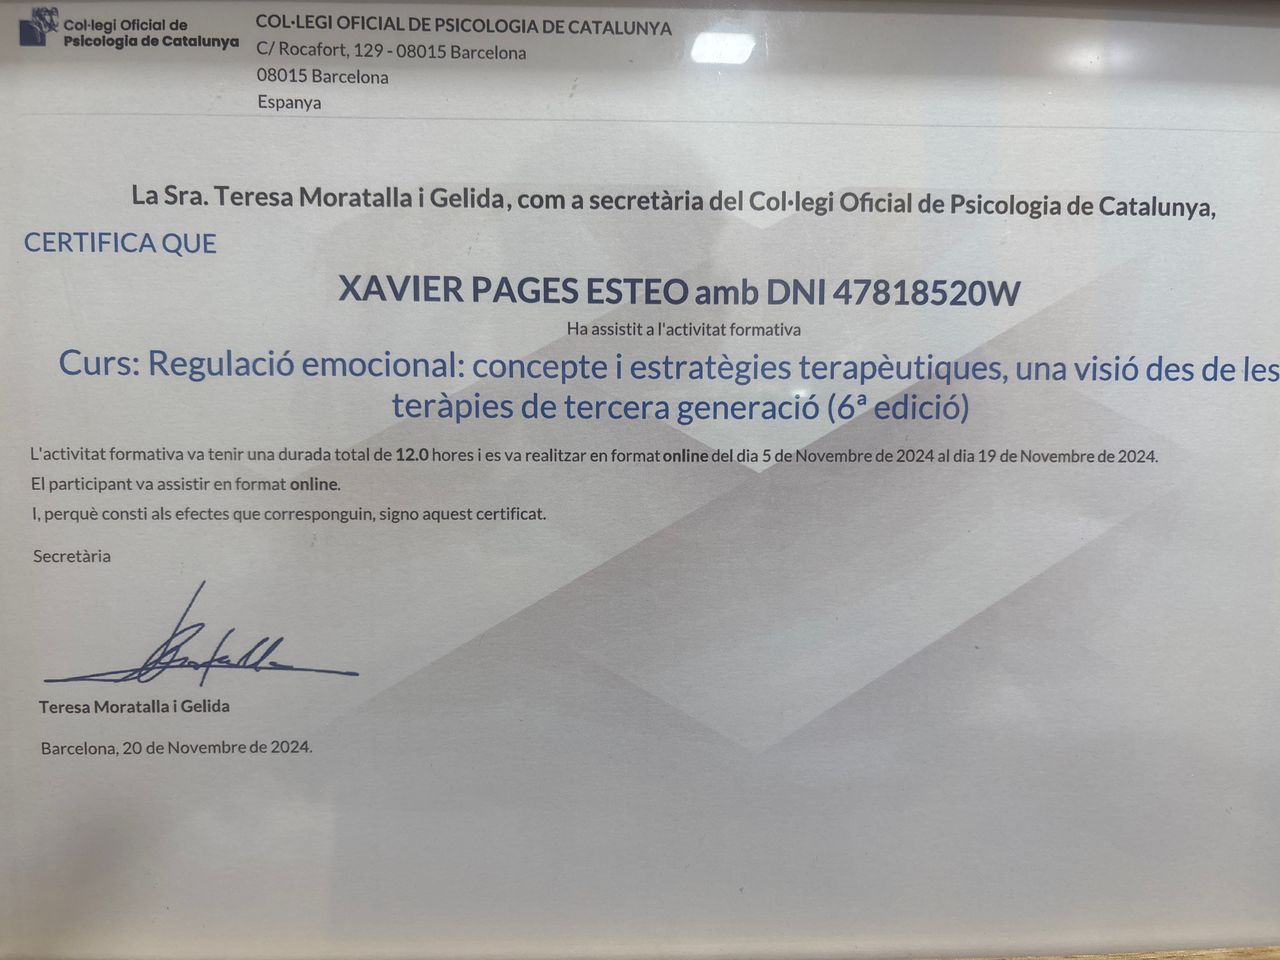 Col·legi Oficial de
Psicologia de Catalunya
COL·LEGI OFICIAL DE PSICOLOGIA DE CATALUNYA
C/ Rocafort, 129 - 08015 Barcelona
08015 Barcelona
Espanya
La Sra. Teresa Moratalla i Gelida, com a secretària del Col·legi Oficial de Psicologia de Catalunya,
CERTIFICA QUE
XAVIER PAGES ESTEO amb DNI 47818520W
Ha assistit a l'activitat formativa
Curs: Regulació emocional: concepte i estratègies terapèutiques, una visió des de les
teràpies de tercera generació (6ª edició)
L'activitat formativa va tenir una durada total de 12.0 hores i es va realitzar en format online del dia 5 de Novembre de 2024 al dia 19 de Novembre de 2024.
El participant va assistir en format online.
I, perquè consti als efectes que corresponguin, signo aquest certificat.
Secretària
Teresa Moratalla i Gelida
Barcelona, 20 de Novembre de 2024.